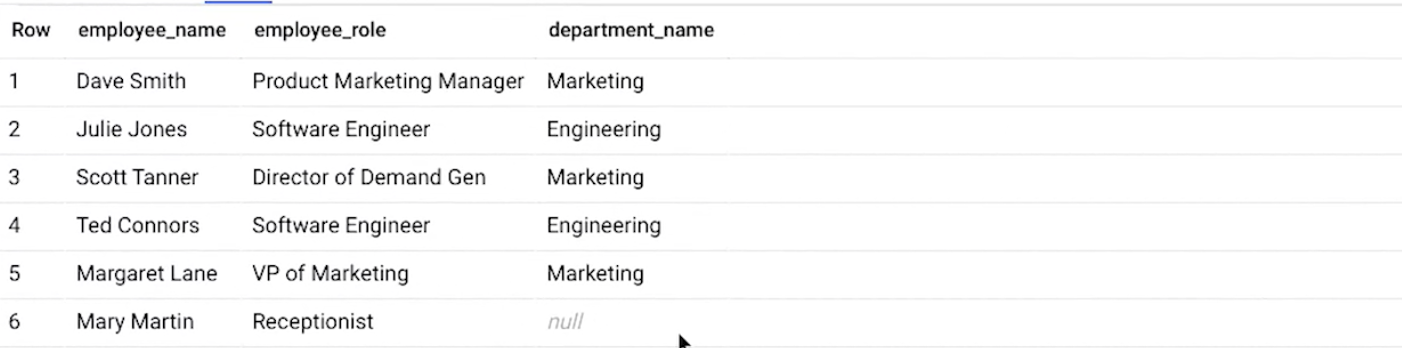 Row employee_name employee_role department_name
1 Dave Smith Product Marketing Manager Marketing
2 Julie Jones Software Engineer Engineering
3 Scott Tanner Director of Demand Gen Marketing
4 Ted Connors Software Engineer Engineering
5 Margaret Lane VP of Marketing Marketing
6 Mary Martin Receptionist null